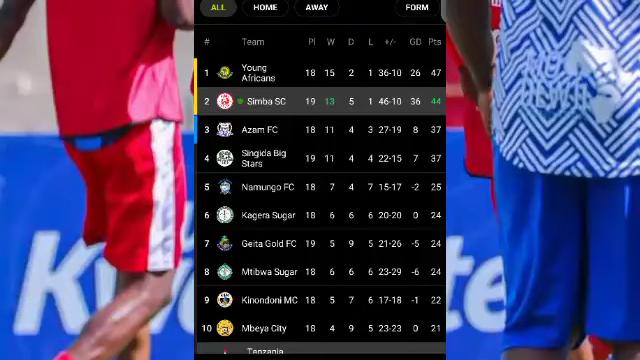 ALL HOME AWAY FORM
# Team Pl W D L +/- GD Pts
1 Young Africans 18 15 2 1 36-10 26 47
2 Simba SC 19 13 5 1 46-10 36 44
3 Azam FC 18 11 4 3 27-19 8 37
4 Singida Big Stars 19 11 4 4 22-15 7 37
5 Namungo FC 18 7 4 7 15-17 -2 25
6 Kagera Sugar 18 6 6 6 20-20 0 24
7 Geita Gold FC 19 5 9 5 21-26 -5 24
8 Mtibwa Sugar 18 6 6 6 23-29 -6 24
9 Kinondoni MC 18 5 7 6 17-18 -1 22
10 Mbeya City 18 4 9 5 23-23 0 21
Tanzania